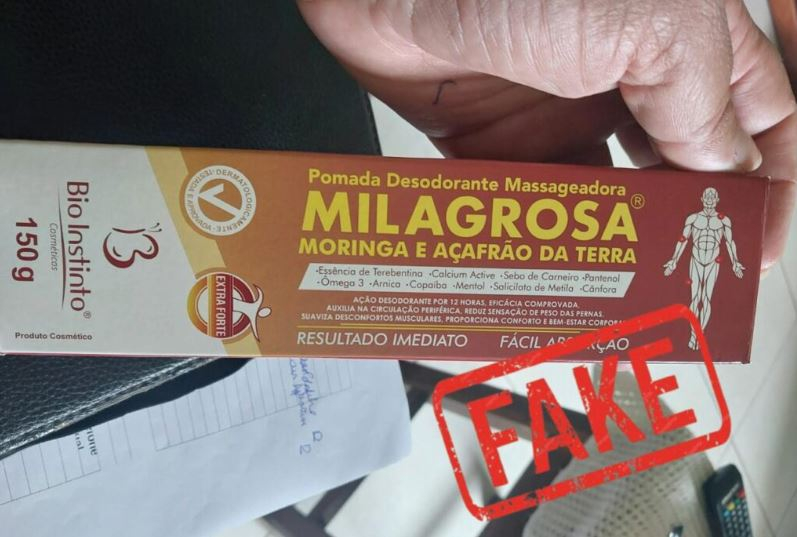 Pomada Desodorante Massageadora
MILAGROSA®
MORINGA E AÇAFRÃO DA TERRA
•Essência de Terebentina •Calcium Active •Sebo de Carneiro •Pantenol
•Ômega 3 •Arnica •Copaíba •Mentol •Salicilato de Metila •Cânfora
AÇÃO DESODORANTE POR 12 HORAS, EFICÁCIA COMPROVADA.
AUXILIA NA CIRCULAÇÃO PERIFÉRICA, REDUZ SENSAÇÃO DE PESO DAS PERNAS.
SUAVIZA DESCONFORTOS MUSCULARES, PROPORCIONA CONFORTO E BEM-ESTAR
RESULTADO IMEDIATO FÁCIL ABSORÇÃO
DERMATOLOGICAMENTE
EXTRA FORTE
Bio Instinto®
Cosméticos
150 g
Produto Cosmético
FAKE